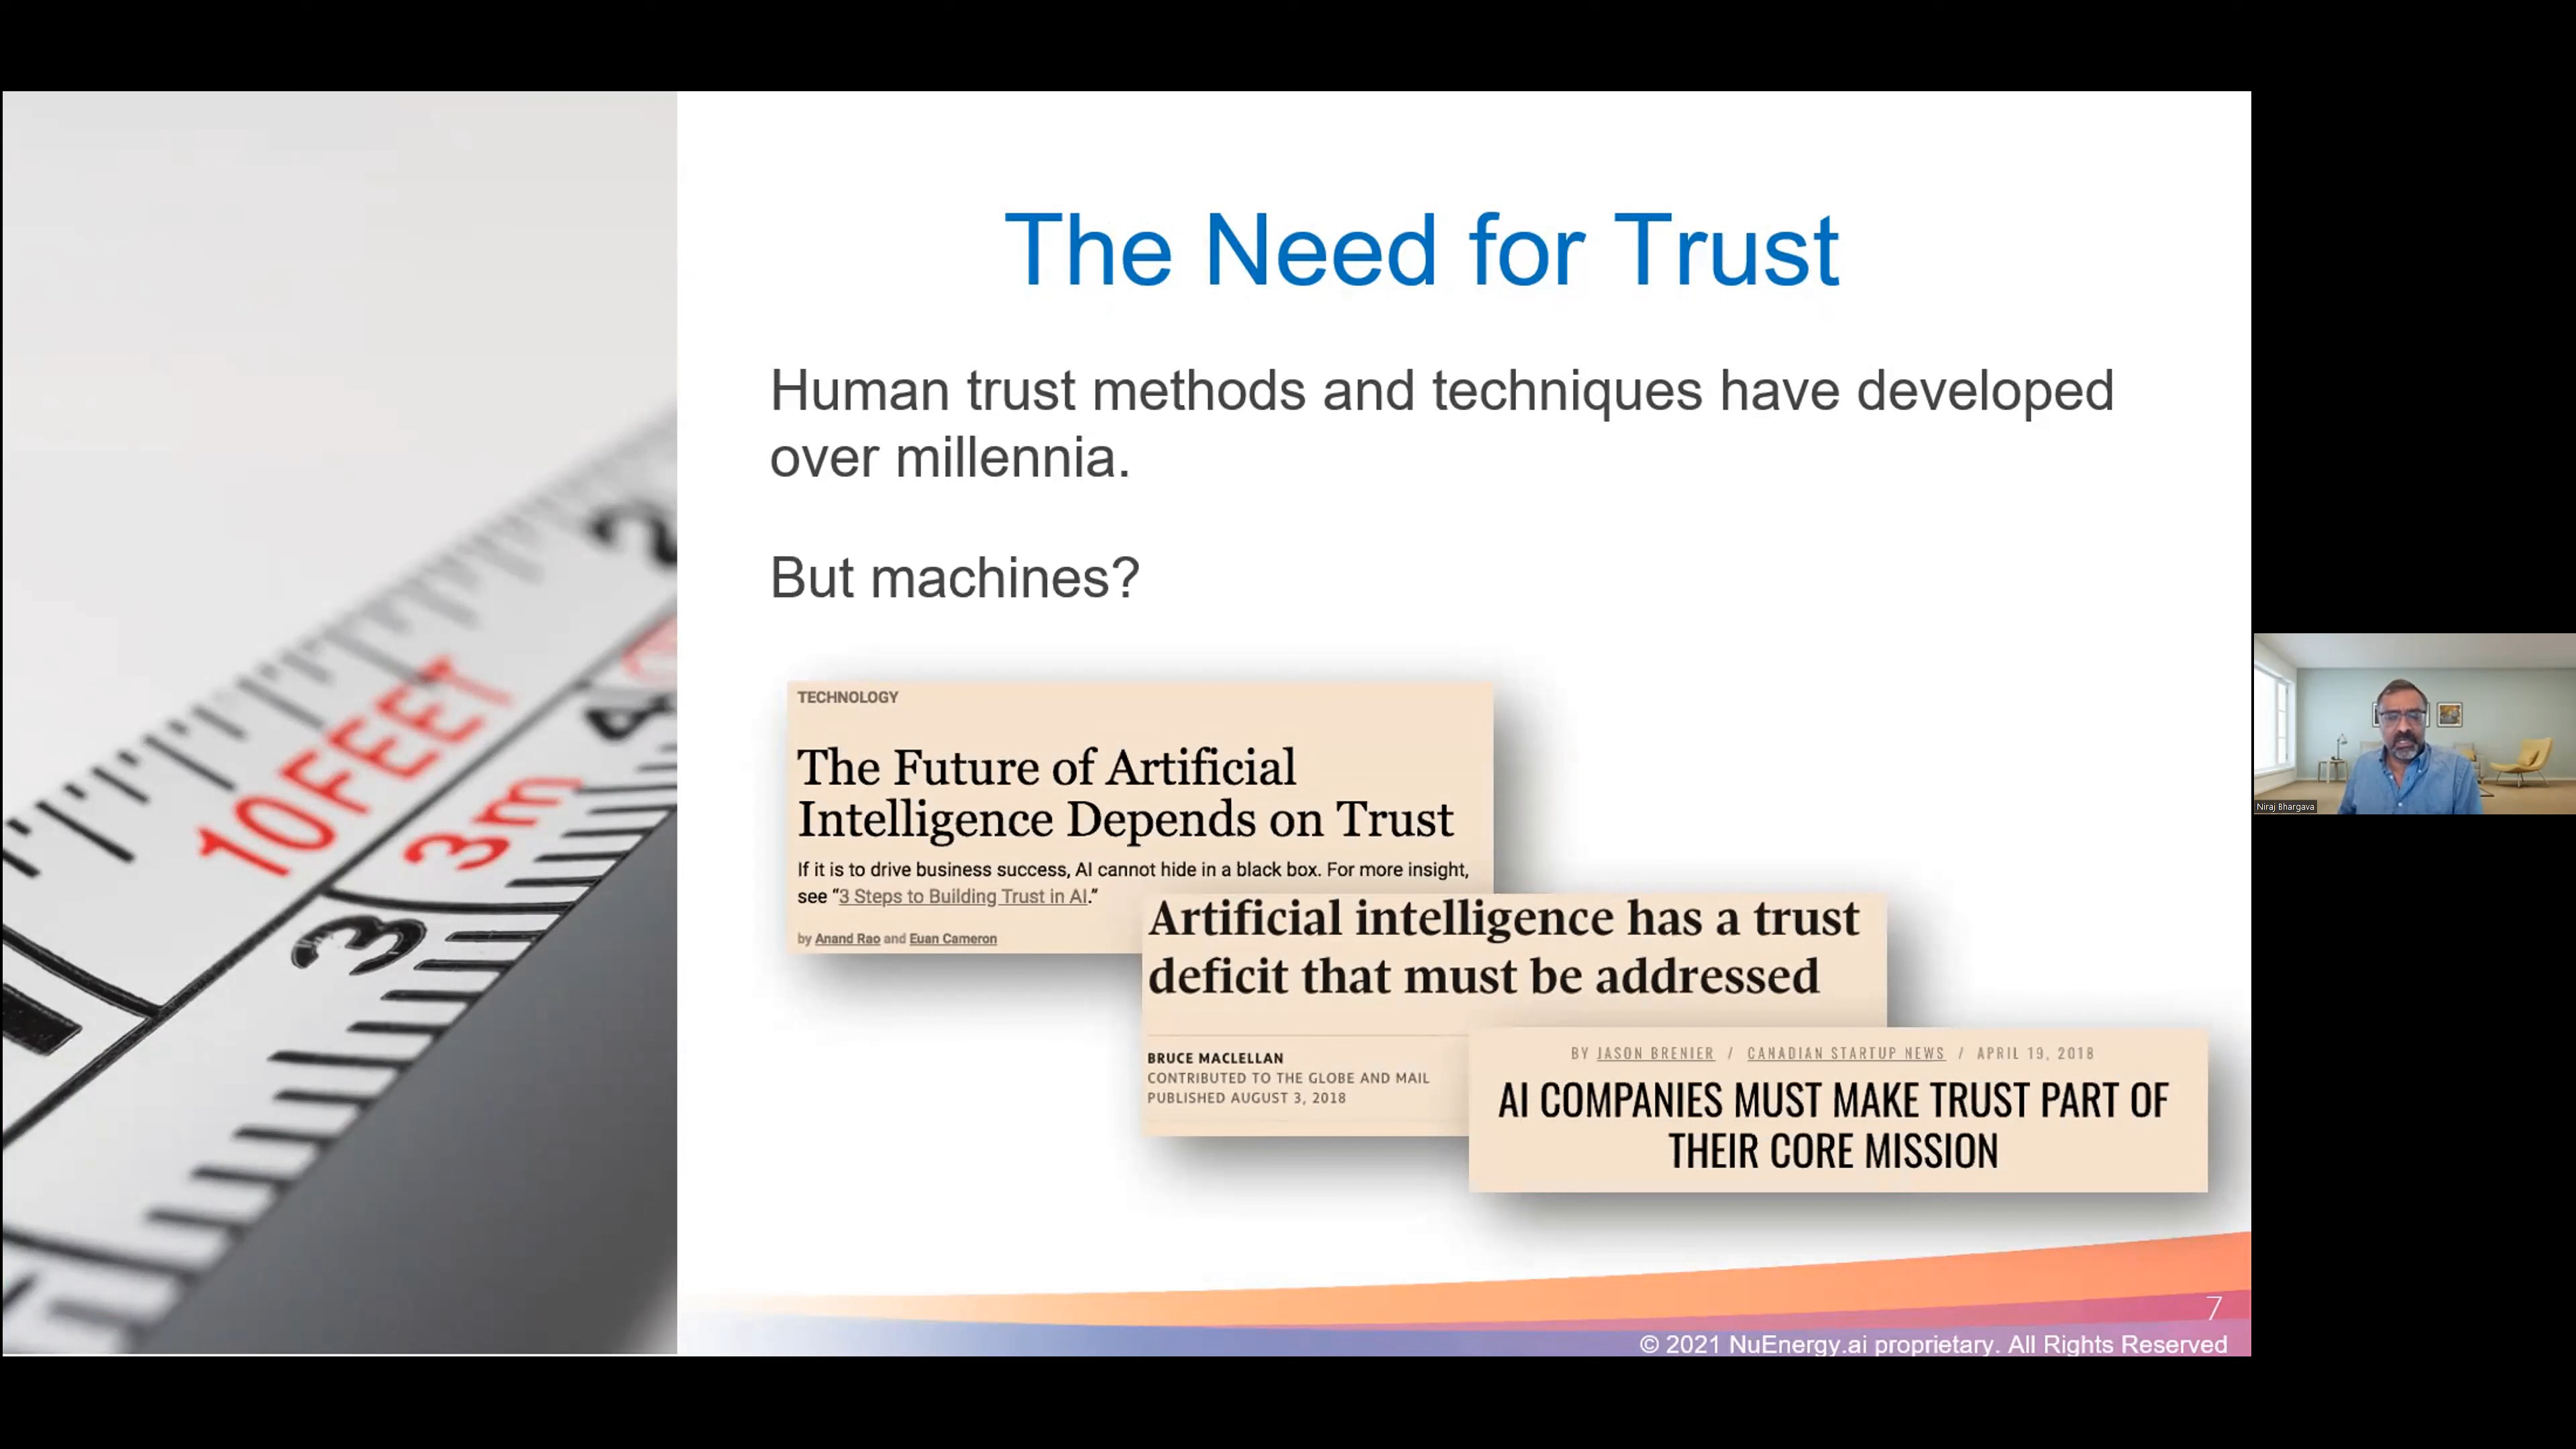 The Need for Trust
Human trust methods and techniques have developed
over millennia.
But machines?
TECHNOLOGY
The Future of Artificial
Intelligence Depends on Trust
If it is to drive business success, AI cannot hide in a black box. For more insight,
see “3 Steps to Building Trust in AI.”
by Anand Rao and Euan Cameron
Artificial intelligence has a trust
deficit that must be addressed
BRUCE MACLELLAN
CONTRIBUTED TO THE GLOBE AND MAIL
PUBLISHED AUGUST 3, 2018
BY JASON BRENIER / CANADIAN STARTUP NEWS / APRIL 19, 2018
AI COMPANIES MUST MAKE TRUST PART OF
THEIR CORE MISSION
7
© 2021 NuEnergy.ai proprietary. All Rights Reserved
2
10FEET
4
3m
3
Niraj Bhargava